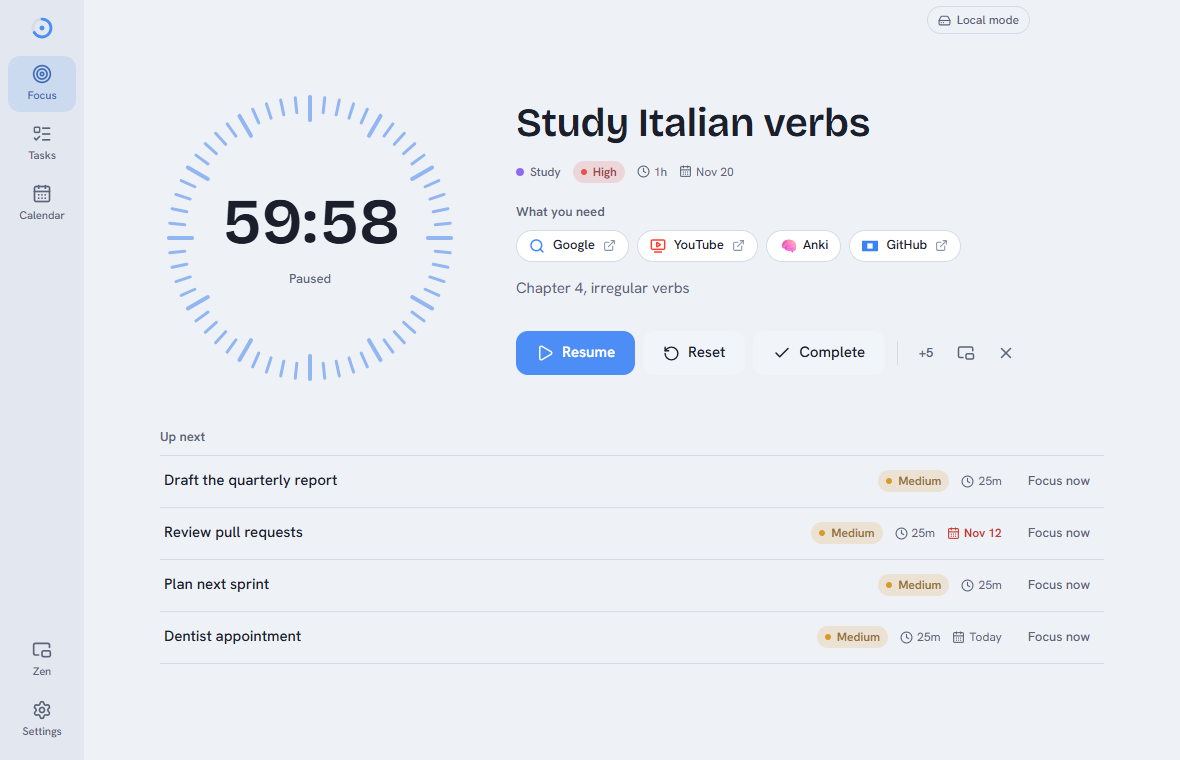 Local mode
Focus
Tasks
Calendar
Zen
Settings
59:58
Paused
Study Italian verbs
Study High 1h Nov 20
What you need
Google YouTube Anki GitHub
Chapter 4, irregular verbs
Resume Reset Complete +5
Up next
Draft the quarterly report Medium 25m Focus now
Review pull requests Medium 25m Nov 12 Focus now
Plan next sprint Medium 25m Focus now
Dentist appointment Medium 25m Today Focus now